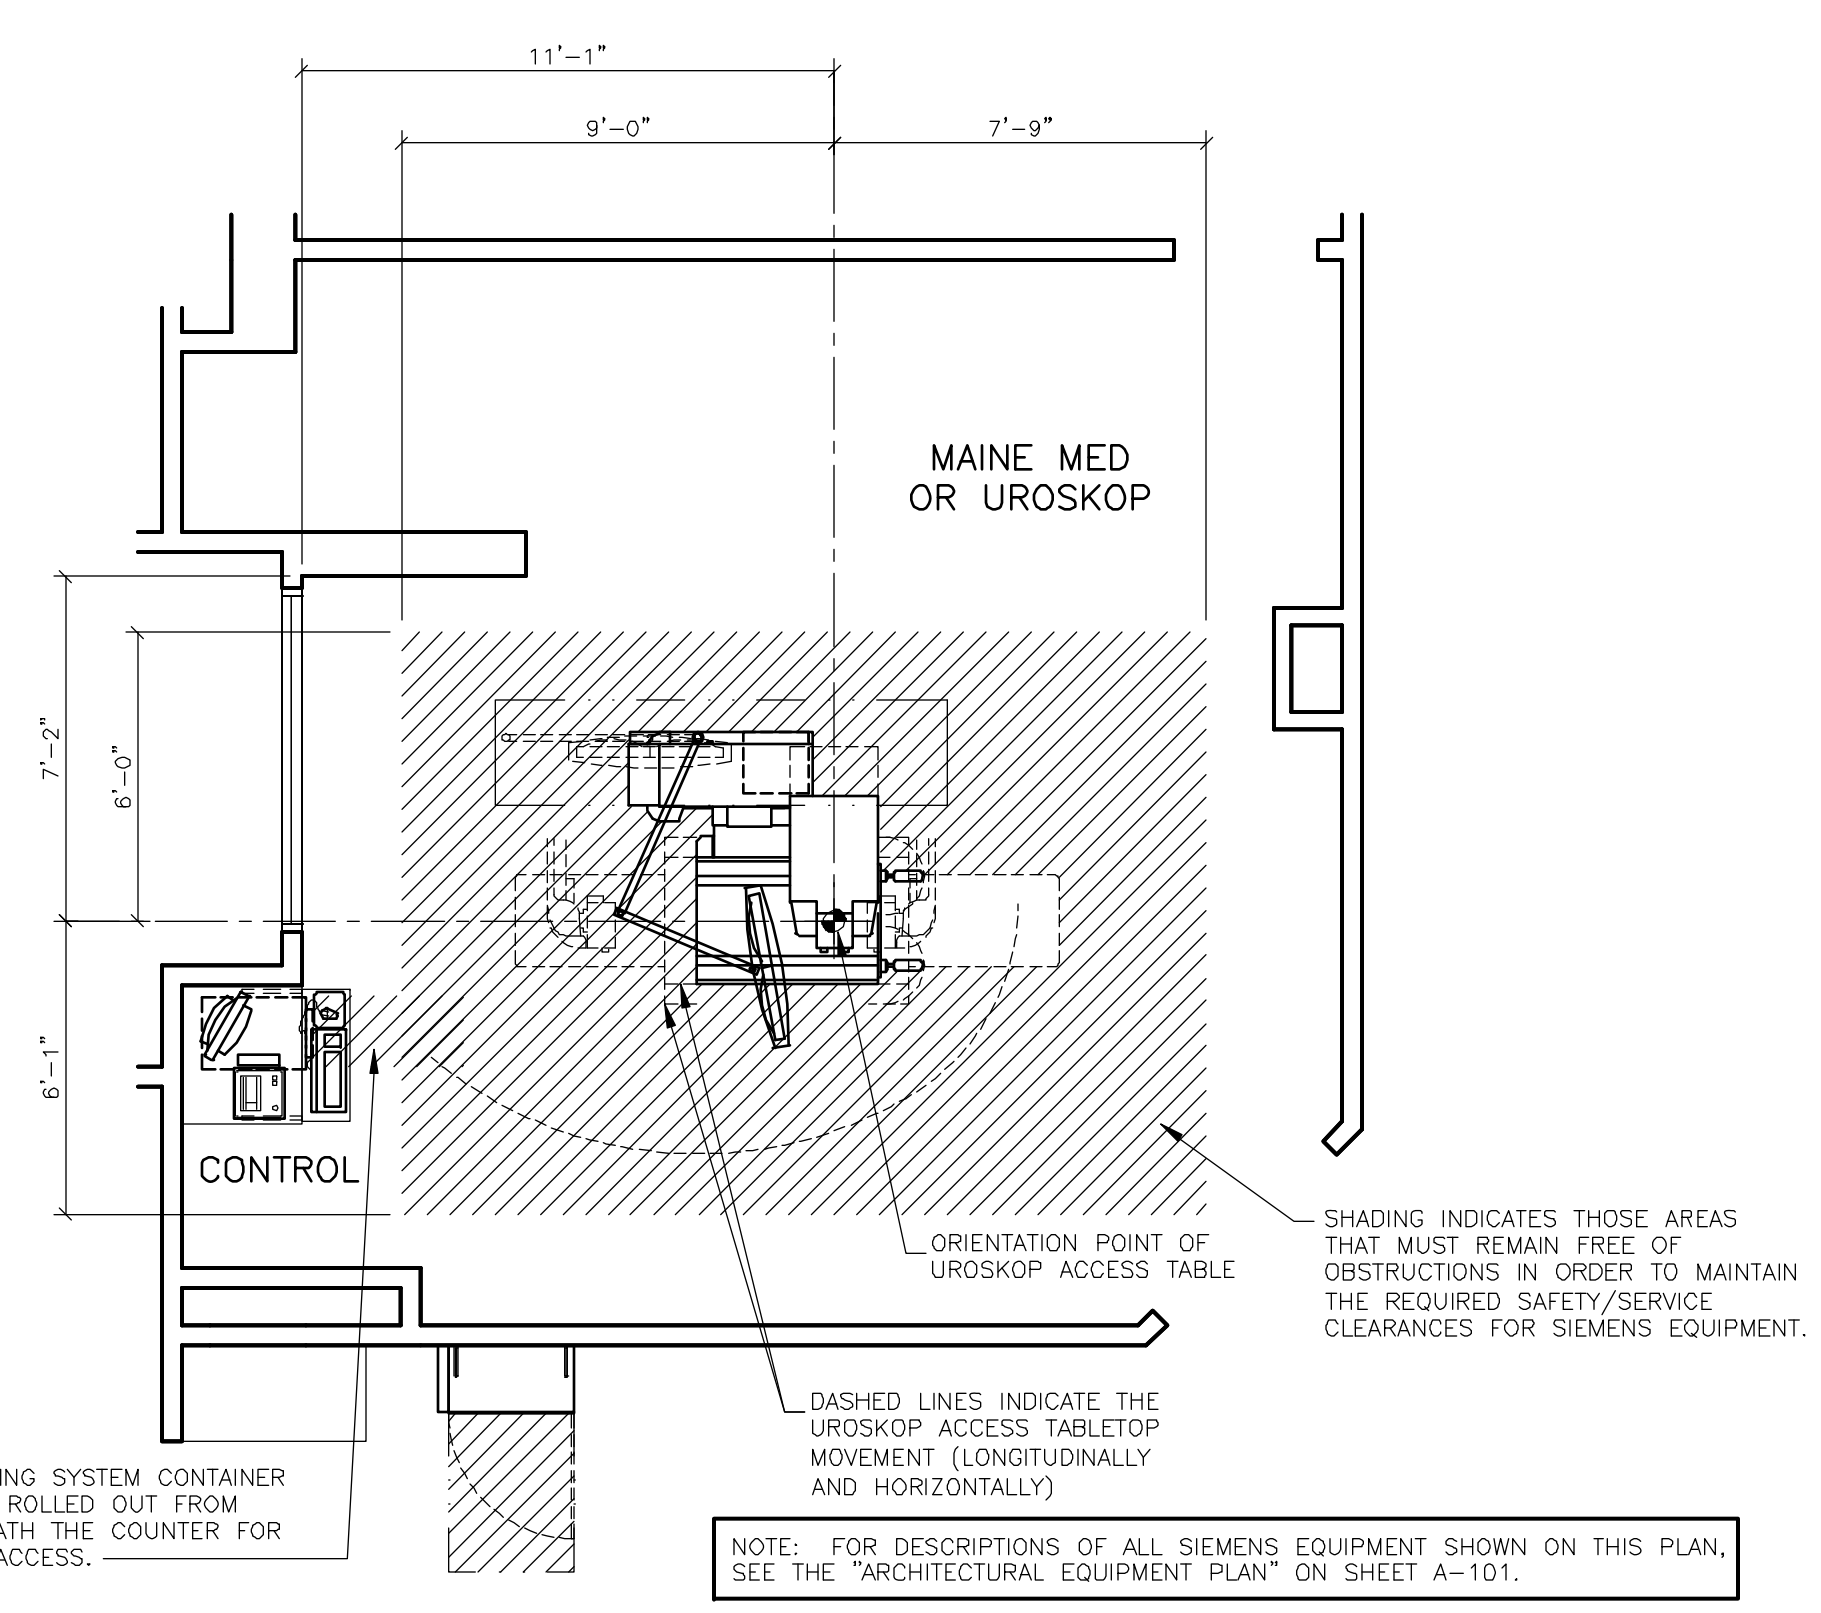 11'-1"
9'-0"
7'-9"
MAINE MED
OR UROSKOP
7'-2"
6'-0"
6'-1"
CONTROL
SHADING INDICATES THOSE AREAS
THAT MUST REMAIN FREE OF
OBSTRUCTIONS IN ORDER TO MAINTAIN
THE REQUIRED SAFETY/SERVICE
CLEARANCES FOR SIEMENS EQUIPMENT.
ORIENTATION POINT OF
UROSKOP ACCESS TABLE
DASHED LINES INDICATE THE
UROSKOP ACCESS TABLETOP
MOVEMENT (LONGITUDINALLY
AND HORIZONTALLY)
SYSTEM CONTAINER
ROLLED OUT FROM
THE COUNTER FOR
ACCESS.
NOTE: FOR DESCRIPTIONS OF ALL SIEMENS EQUIPMENT SHOWN ON THIS PLAN,
SEE THE "ARCHITECTURAL EQUIPMENT PLAN" ON SHEET A-101.